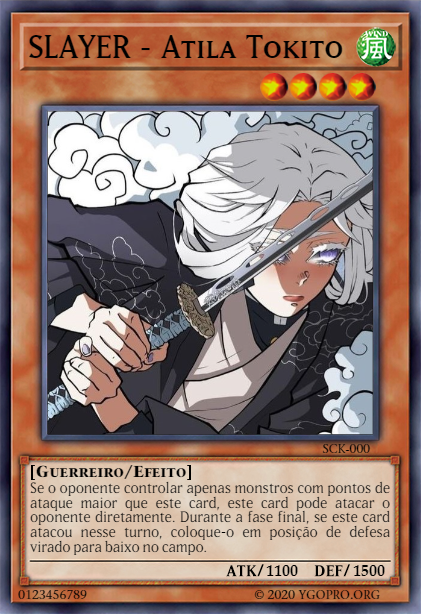 SLAYER - Atila Tokito
WIND
風
SCK-000
[Guerreiro/Efeito]
Se o oponente controlar apenas monstros com pontos de
ataque maior que este card, este card pode atacar o
oponente diretamente. Durante a fase final, se este card
atacou nesse turno, coloque-o em posição de defesa
virado para baixo no campo.
ATK/1100 DEF/1500
0123456789
© 2020 YGOPRO.ORG